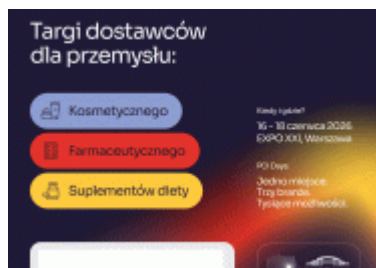 Targi dostawców
dla przemysłu:
Kosmetycznego
Farmaceutycznego
Suplementów diety
Kiedy i gdzie?
16 - 18 czerwca 2026
EXPO XXI, Warszawa
PCI Days
Jedno miejsce.
Trzy branże.
Tysiące możliwości.